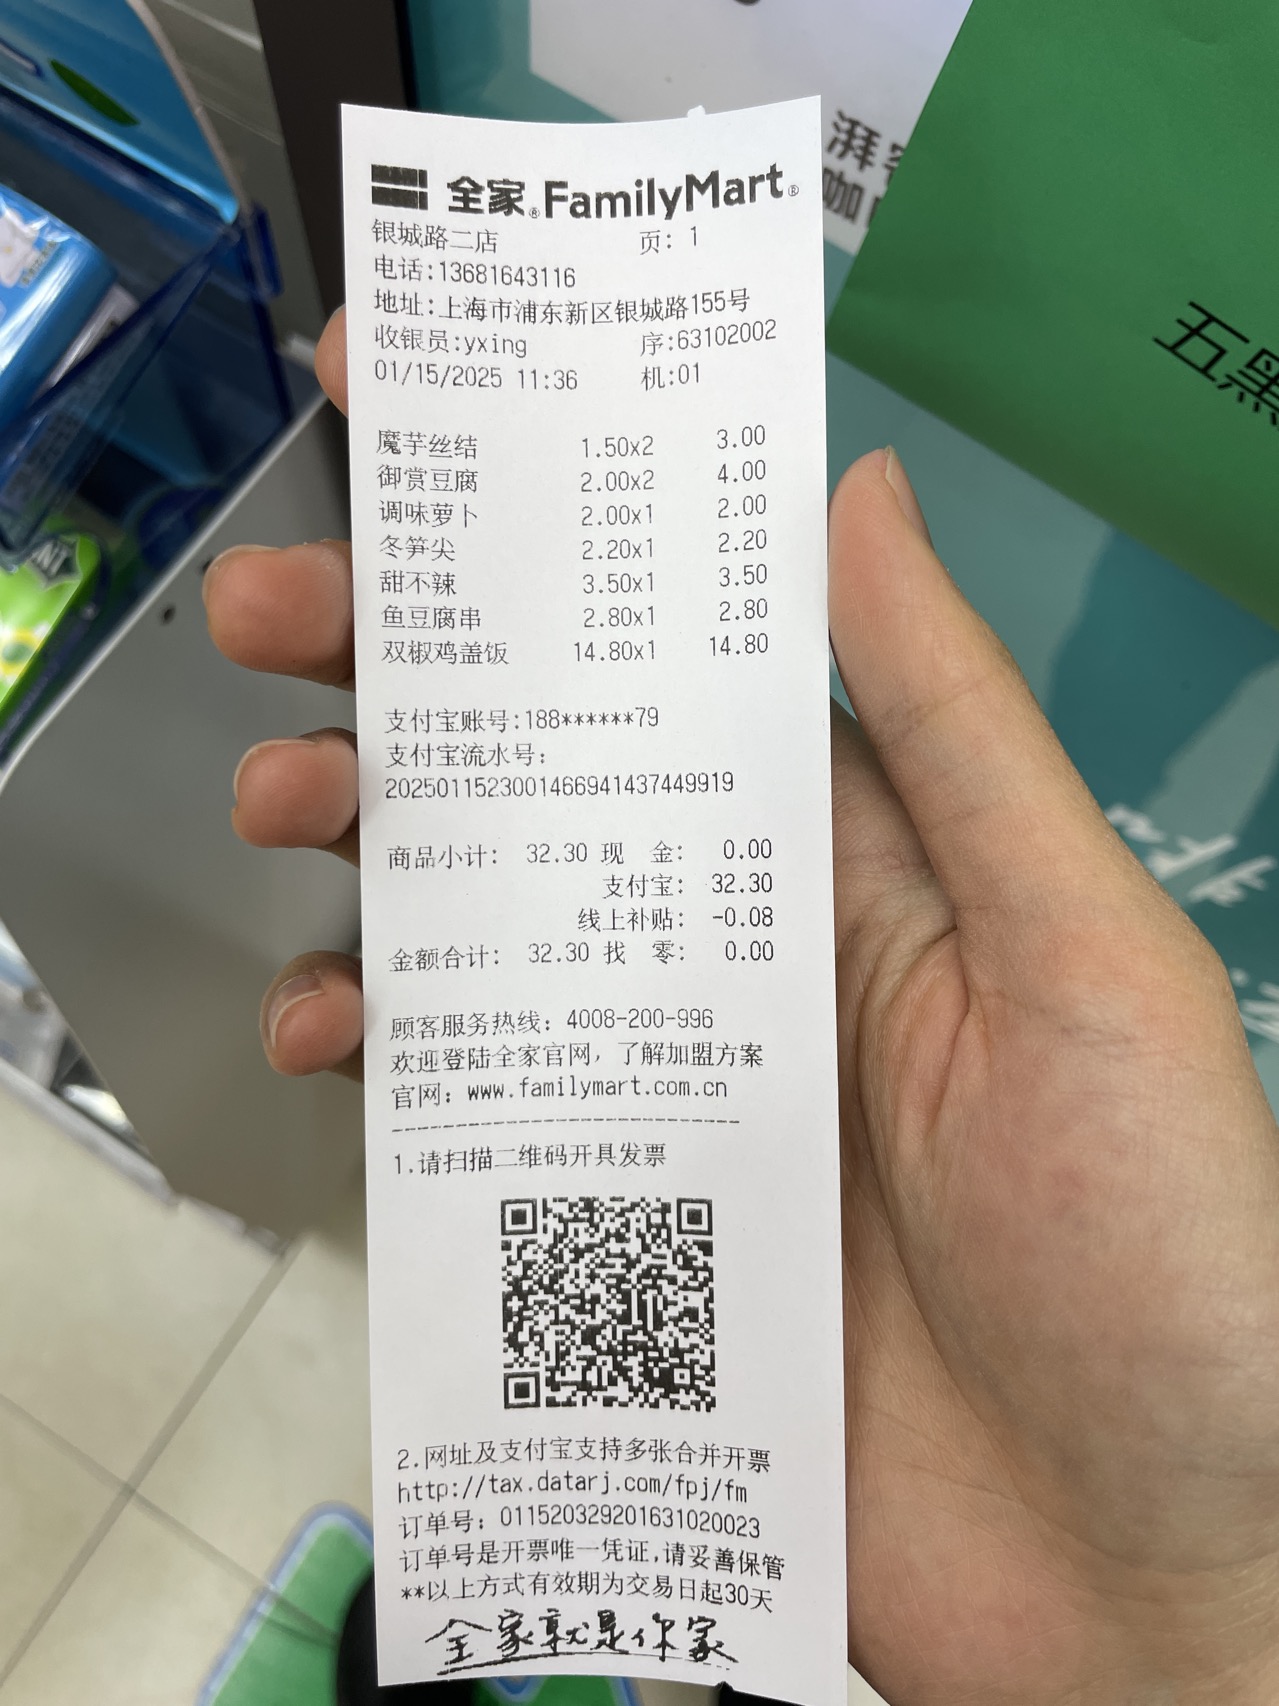 全家® FamilyMart®
银城路二店 页: 1
电话:13681643116
地址:上海市浦东新区银城路155号
收银员:yxing 序:63102002
01/15/2025 11:36 机:01
魔芋丝结 1.50x2 3.00
御赏豆腐 2.00x2 4.00
调味萝卜 2.00x1 2.00
冬笋尖 2.20x1 2.20
甜不辣 3.50x1 3.50
鱼豆腐串 2.80x1 2.80
双椒鸡盖饭 14.80x1 14.80
支付宝账号:188******79
支付宝流水号:
2025011523001466941437449919
商品小计: 32.30 现 金: 0.00
支付宝: 32.30
线上补贴: -0.08
金额合计: 32.30 找 零: 0.00
顾客服务热线: 4008-200-996
欢迎登陆全家官网, 了解加盟方案
官网: www.familymart.com.cn
1.请扫描二维码开具发票
2.网址及支付宝支持多张合并开票
http://tax.datarj.com/fpj/fm
订单号: 011520329201631020023
订单号是开票唯一凭证,请妥善保管
**以上方式有效期为交易日起30天
全家就是你家
湃客
咖
五黑